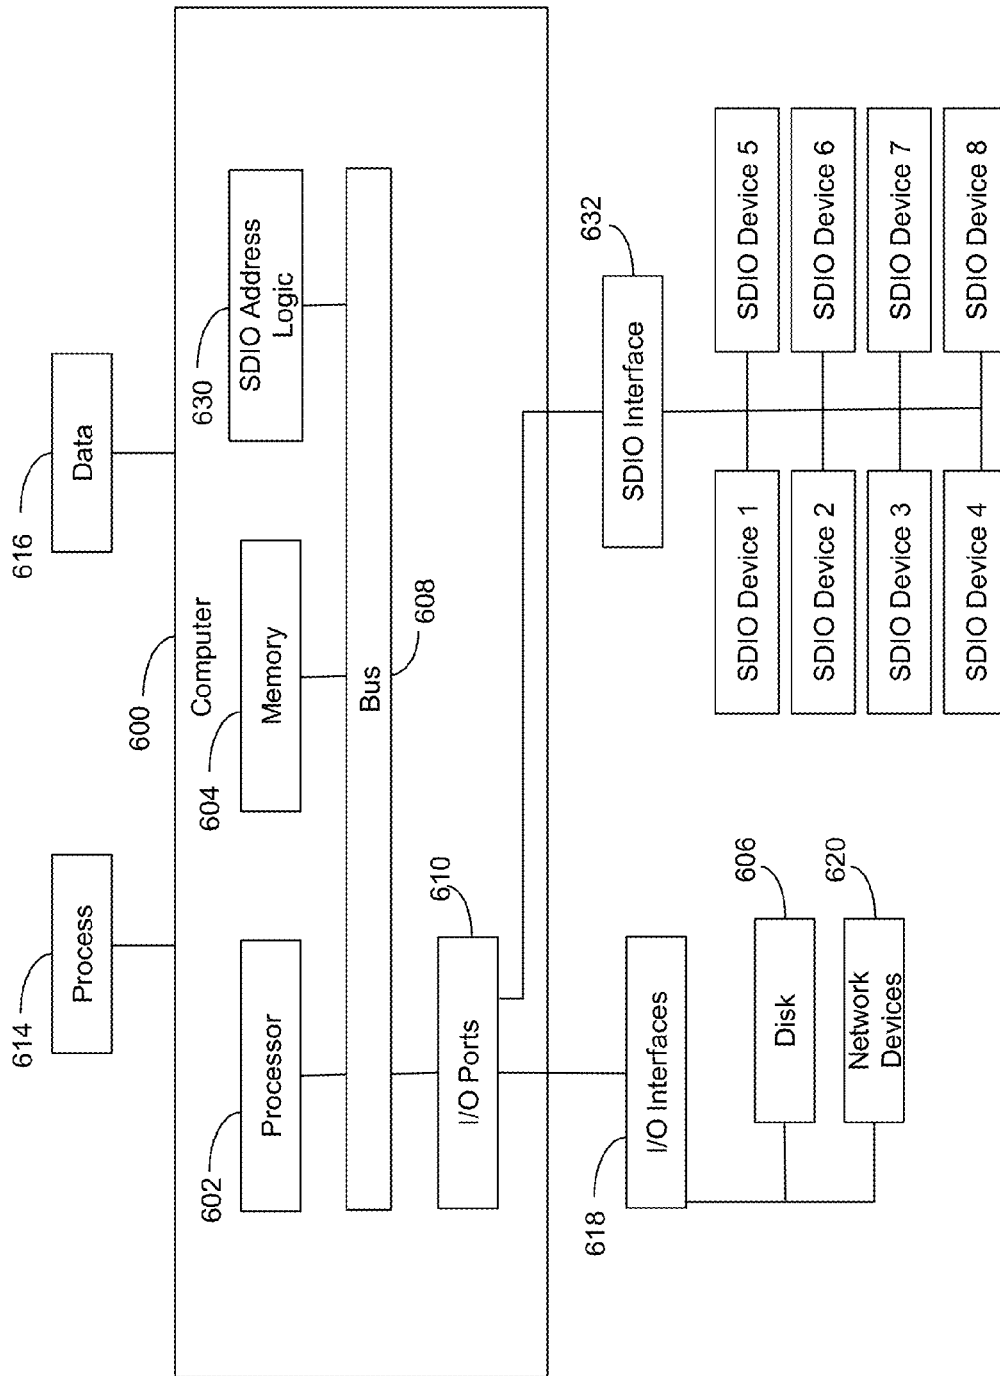 614
Process
616
Data
600
Computer
602
Processor
604
Memory
630
SDIO Address
Logic
Bus
608
I/O Ports
610
618
I/O Interfaces
Disk
606
Network
Devices
620
SDIO Interface
632
SDIO Device 1
SDIO Device 5
SDIO Device 2
SDIO Device 6
SDIO Device 3
SDIO Device 7
SDIO Device 4
SDIO Device 8